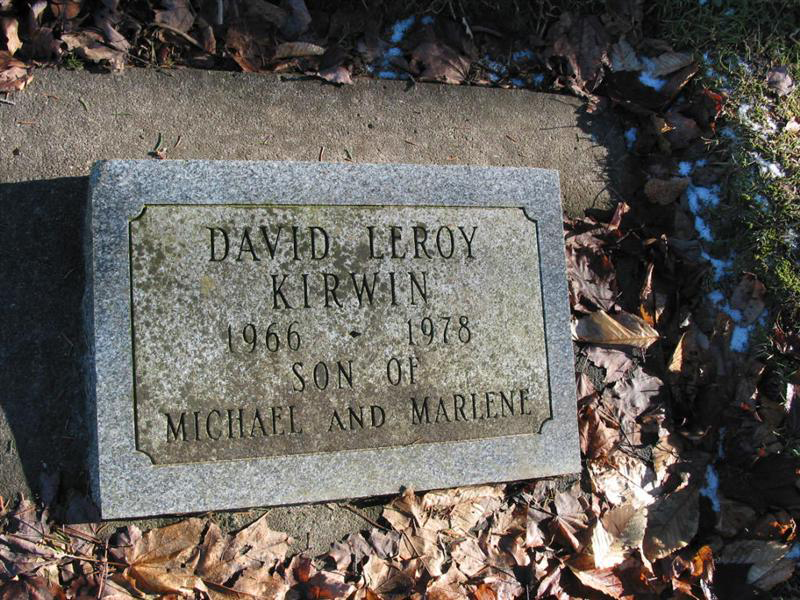 DAVID LEROY
KIRWIN
1966 - 1978
SON OF
MICHAEL AND MARLENE